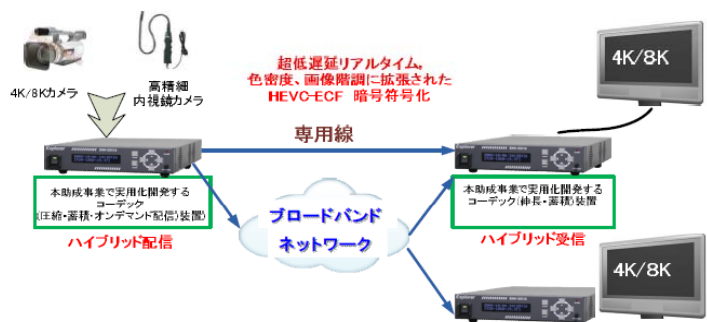 4K/8Kカメラ
高精細
内視鏡カメラ
超低遅延リアルタイム。
色密度、画像階調に拡張された
HEVC-ECF 暗号符号化
4K/8K
専用線
Explorer
Explorer
本助成事業で実用化開発する
コーデック
(圧縮・蓄積・オンデマンド配信)装置
ハイブリッド配信
ブロードバンド
ネットワーク
本助成事業で実用化開発する
コーデック(伸長・蓄積)装置
ハイブリッド受信
4K/8K
Explorer